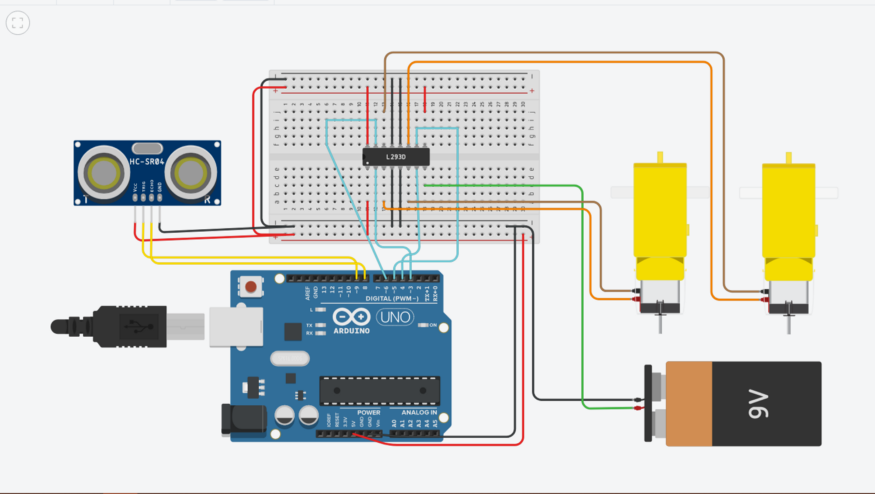 HC-SR04
VCC
TRIG
ECHO
GND
T
R
L293D
AREF
GND
13
12
~11
~10
~9
8
7
~6
~5
4
~3
2
TX→1
RX←0
DIGITAL (PWM~)
L
TX
RX
ARDUINO
UNO
ON
POWER
ANALOG IN
IOREF
RESET
3.3V
5V
GND
GND
Vin
A0
A1
A2
A3
A4
A5
9V